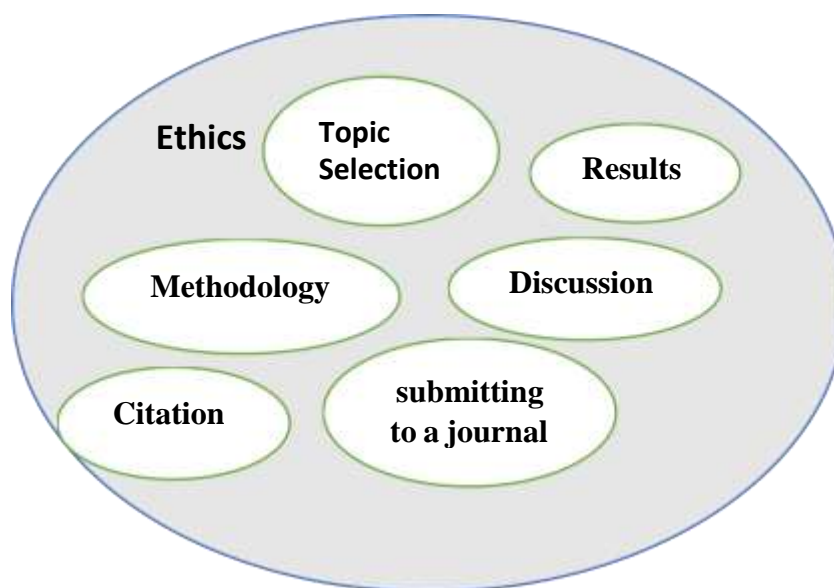 Ethics
Topic
Selection
Results
Methodology
Discussion
Citation
submitting
to a journal